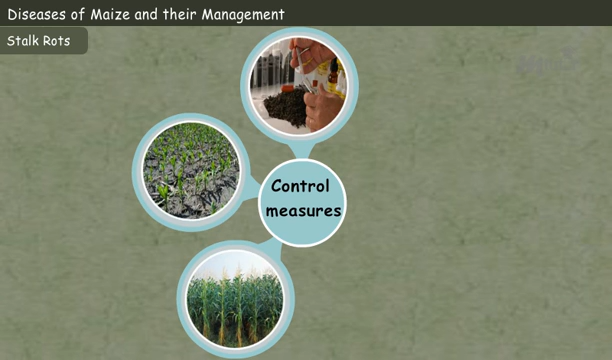 Diseases of Maize and their Management
Stalk Rots
Control
measures